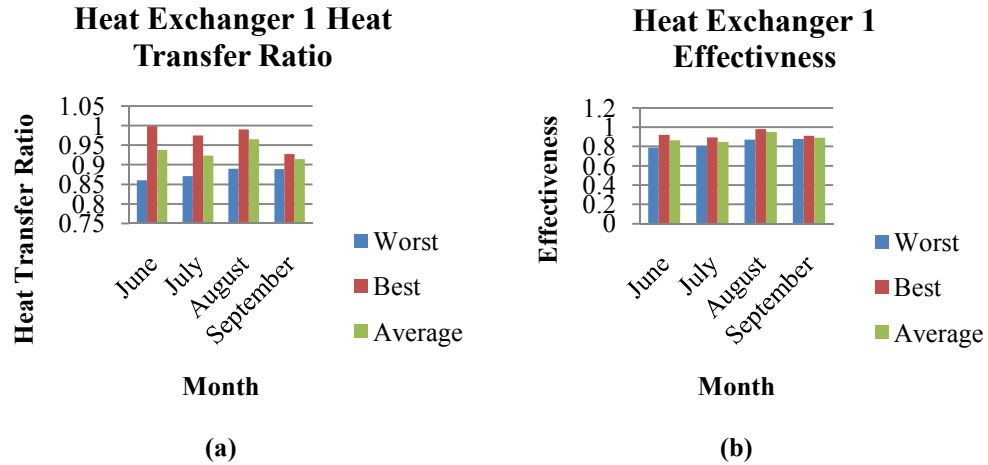 Heat Exchanger 1 Heat
Transfer Ratio
Heat Transfer Ratio
1.05
1
0.95
0.9
0.85
0.8
0.75
June
July
August
September
Worst
Best
Average
Month
(a)
Heat Exchanger 1
Effectivness
Effectiveness
1.2
1
0.8
0.6
0.4
0.2
0
June
July
August
September
Worst
Best
Average
Month
(b)